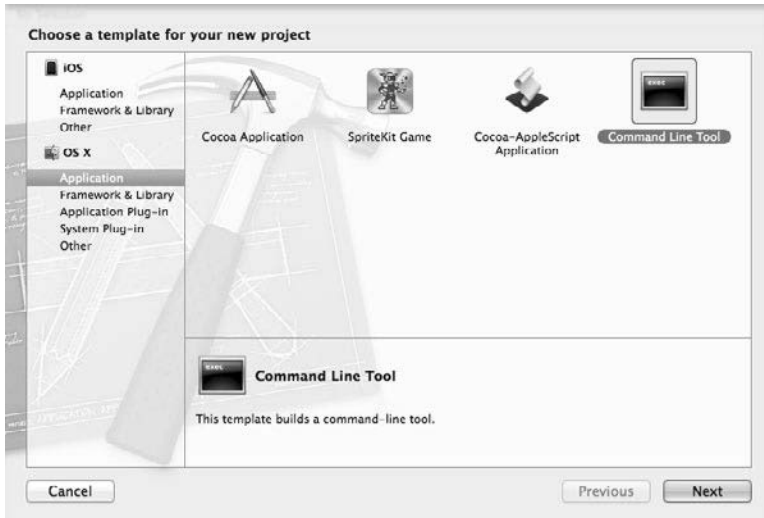 Choose a template for your new project
iOS
Application
Framework & Library
Other
OS X
Application
Framework & Library
Application Plug-in
System Plug-in
Other
Cocoa Application
SpriteKit Game
Cocoa-AppleScript
Application
exec
Command Line Tool
exec
Command Line Tool
This template builds a command-line tool.
Cancel
Previous
Next